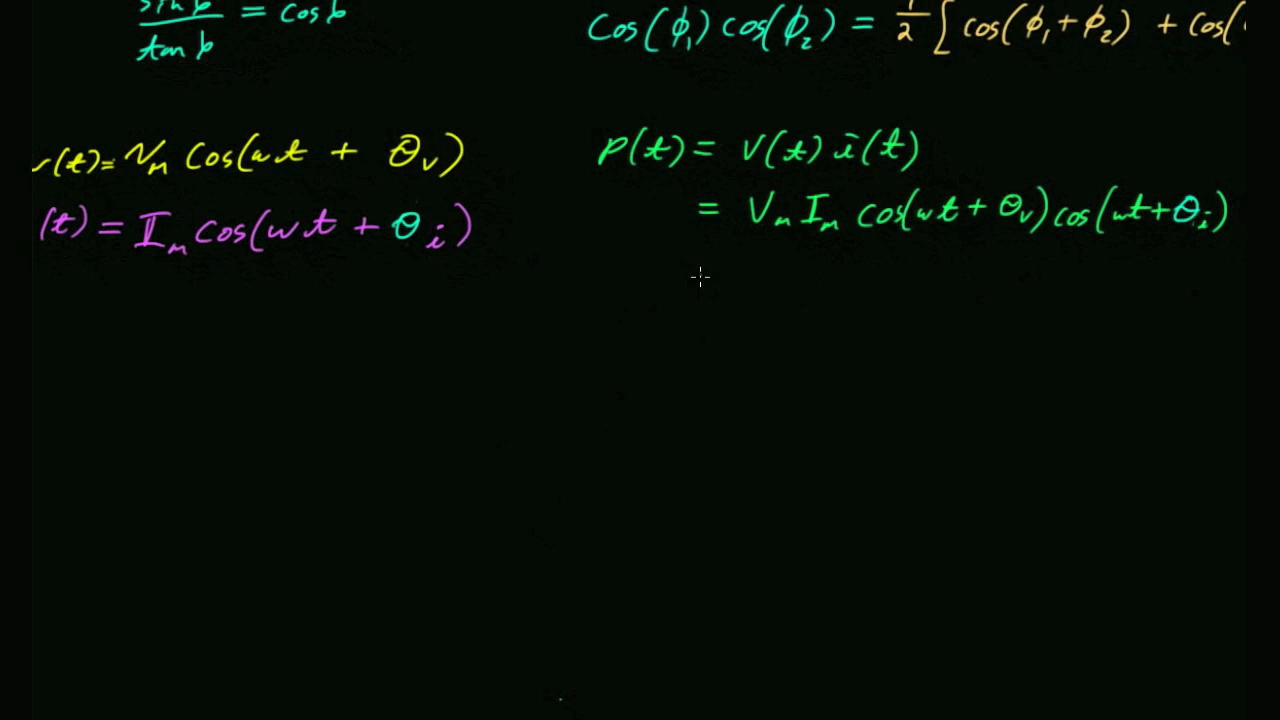 sin b / tan b = cos b
Cos(ϕ₁) cos(ϕ₂) = 1/2 [ cos(ϕ₁+ϕ₂) + cos(
v(t)= Vₘ Cos(ωt + θᵥ)
(t) = Iₘ cos(ωt + θᵢ)
P(t) = V(t) i(t)
= Vₘ Iₘ cos(ωt + θᵥ) cos(ωt+θᵢ)